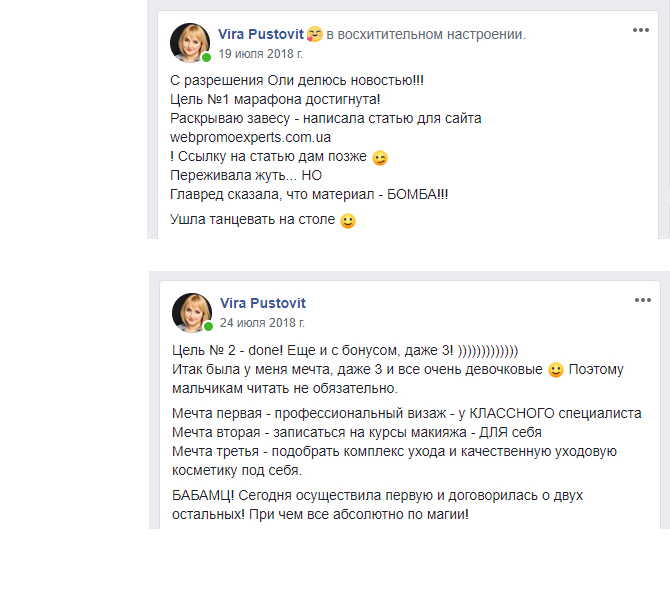 Vira Pustovit 🥰 в восхитительном настроении.
19 июля 2018 г.
С разрешения Оли делюсь новостью!!!
Цель №1 марафона достигнута!
Раскрываю завесу - написала статью для сайта
webpromoexperts.com.ua
! Ссылку на статью дам позже 😉
Переживала жуть... НО
Главред сказала, что материал - БОМБА!!!
Ушла танцевать на столе 🙂
Vira Pustovit
24 июля 2018 г.
Цель № 2 - done! Еще и с бонусом, даже 3! )))))))))))))
Итак была у меня мечта, даже 3 и все очень девочковые 🙂 Поэтому
мальчикам читать не обязательно.
Мечта первая - профессиональный визаж - у КЛАССНОГО специалиста
Мечта вторая - записаться на курсы макияжа - ДЛЯ себя
Мечта третья - подобрать комплекс ухода и качественную уходовую
косметику под себя.
БАБАМЦ! Сегодня осуществила первую и договорилась о двух
остальных! При чем все абсолютно по магии!